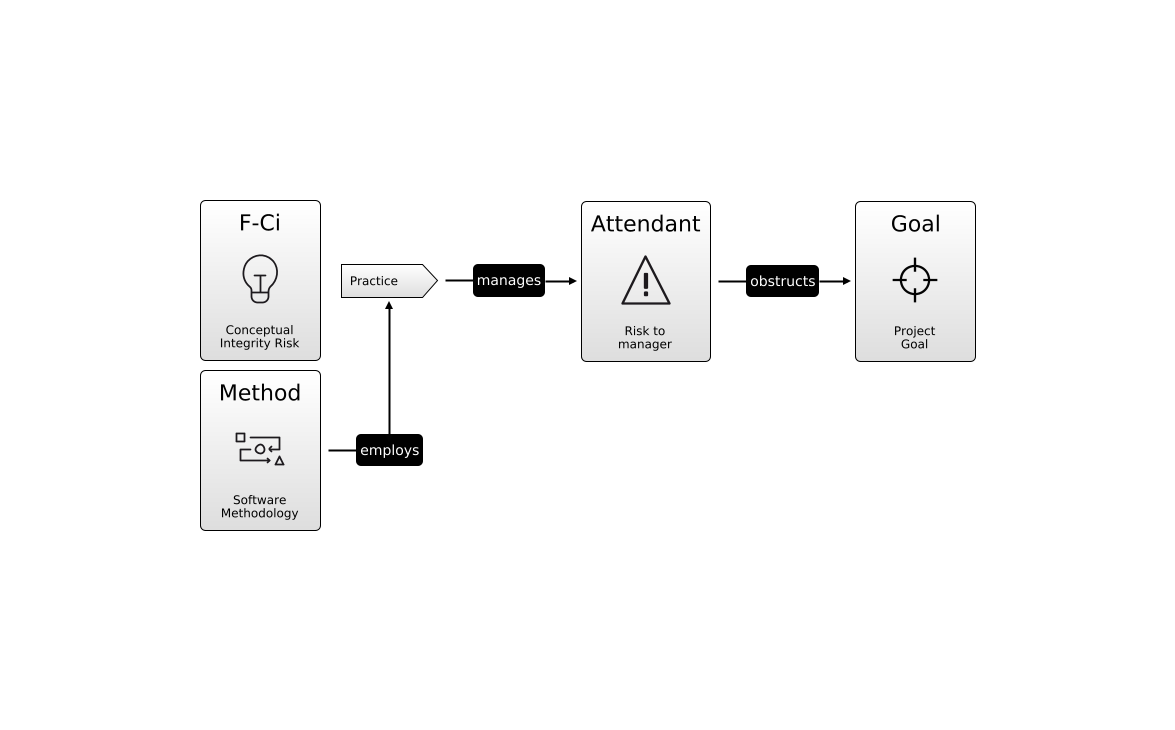 F-Ci
Conceptual
Integrity Risk
Practice
manages
Attendant
Risk to
manager
obstructs
Goal
Project
Goal
Method
Software
Methodology
employs